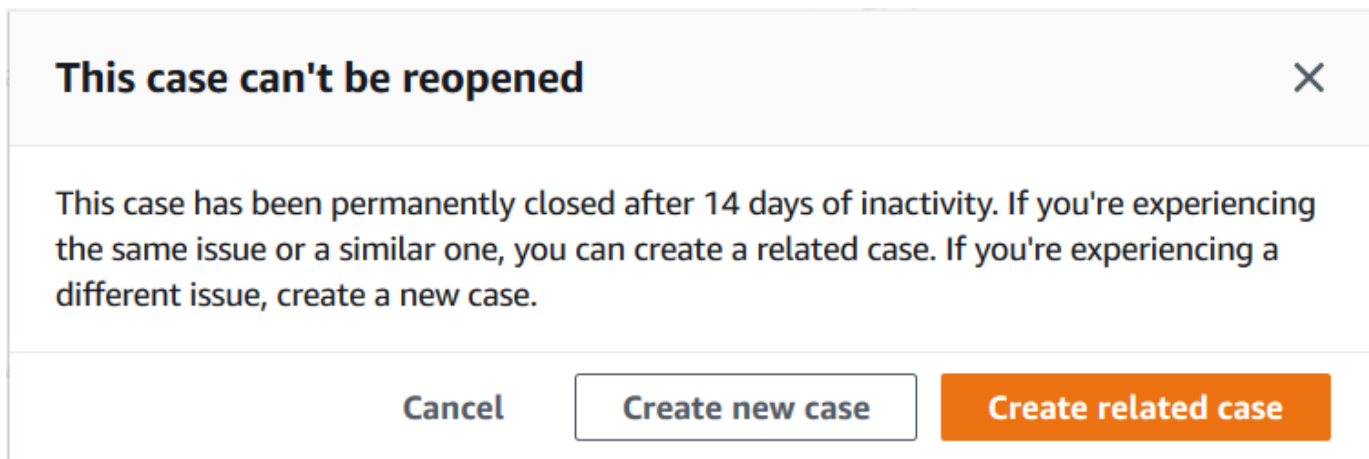 This case can't be reopened
This case has been permanently closed after 14 days of inactivity. If you're experiencing
the same issue or a similar one, you can create a related case. If you're experiencing a
different issue, create a new case.
Cancel
Create new case
Create related case